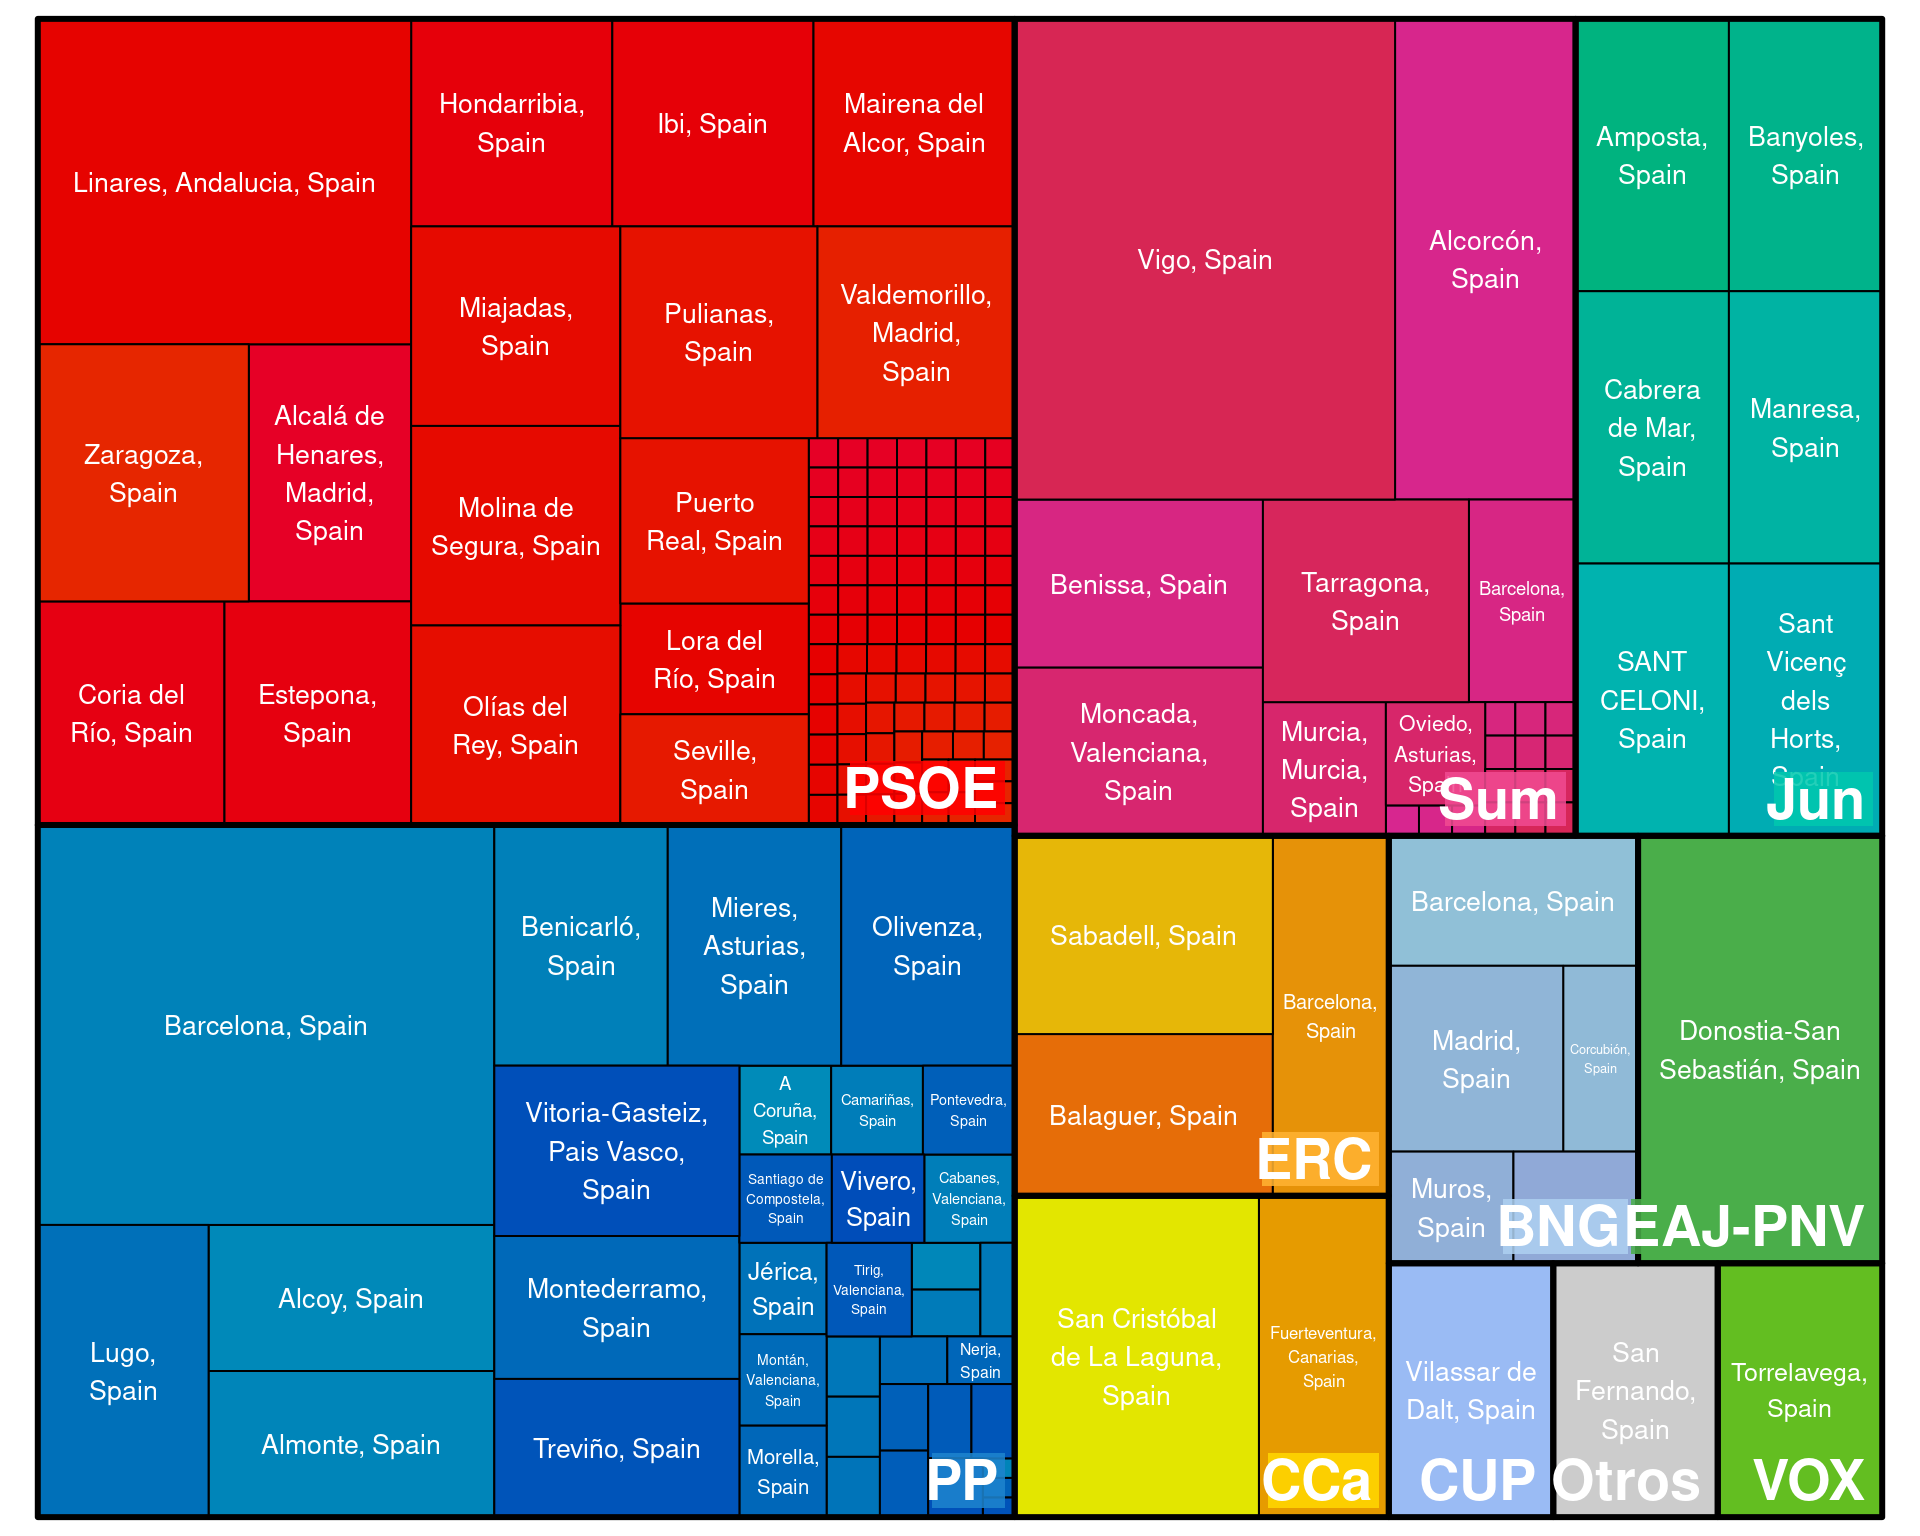 Linares, Andalucia, Spain
Hondarribia,
Spain
Ibi, Spain
Mairena del
Alcor, Spain
Miajadas,
Spain
Pulianas,
Spain
Valdemorillo,
Madrid,
Spain
Zaragoza,
Spain
Alcalá de
Henares,
Madrid,
Spain
Molina de
Segura, Spain
Puerto
Real, Spain
Coria del
Río, Spain
Estepona,
Spain
Olías del
Rey, Spain
Lora del
Río, Spain
Seville,
Spain
PSOE
Vigo, Spain
Alcorcón,
Spain
Benissa, Spain
Tarragona,
Spain
Barcelona,
Spain
Moncada,
Valenciana,
Spain
Murcia,
Murcia,
Spain
Oviedo,
Asturias,
Spain
Sum
Amposta,
Spain
Banyoles,
Spain
Cabrera
de Mar,
Spain
Manresa,
Spain
SANT
CELONI,
Spain
Sant
Vicenç
dels
Horts,
Spain
Jun
Barcelona, Spain
Benicarló,
Spain
Mieres,
Asturias,
Spain
Olivenza,
Spain
Vitoria-Gasteiz,
Pais Vasco,
Spain
A
Coruña,
Spain
Camariñas,
Spain
Pontevedra,
Spain
Santiago de
Compostela,
Spain
Vivero,
Spain
Cabanes,
Valenciana,
Spain
Lugo,
Spain
Alcoy, Spain
Almonte, Spain
Montederramo,
Spain
Treviño, Spain
Jérica,
Spain
Tirig,
Valenciana,
Spain
Montán,
Valenciana,
Spain
Nerja,
Spain
Morella,
Spain
PP
Sabadell, Spain
Barcelona,
Spain
Balaguer, Spain
ERC
San Cristóbal
de La Laguna,
Spain
Fuerteventura,
Canarias,
Spain
CCa
Barcelona, Spain
Madrid,
Spain
Corcubión,
Spain
Muros,
Spain
BNG
Donostia-San
Sebastián, Spain
EAJ-PNV
Vilassar de
Dalt, Spain
CUP
San
Fernando,
Spain
Otros
Torrelavega,
Spain
VOX